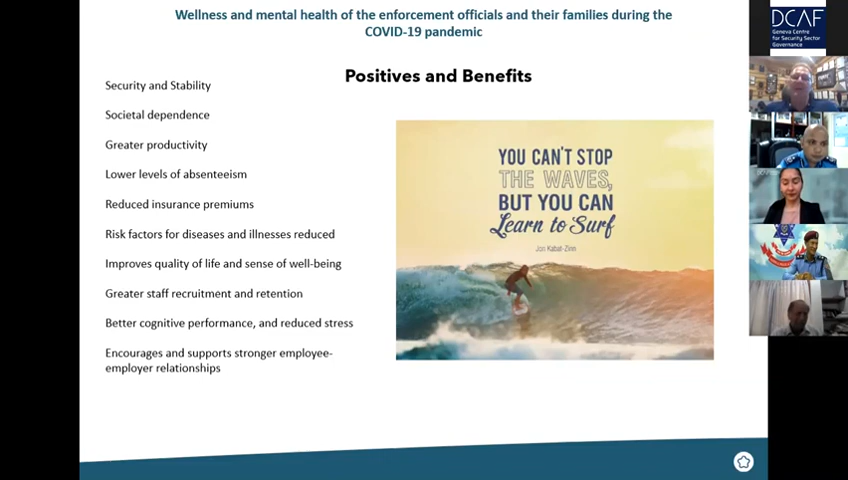 Wellness and mental health of the enforcement officials and their families during the
COVID-19 pandemic
Positives and Benefits
Security and Stability
Societal dependence
Greater productivity
Lower levels of absenteeism
Reduced insurance premiums
Risk factors for diseases and illnesses reduced
Improves quality of life and sense of well-being
Greater staff recruitment and retention
Better cognitive performance, and reduced stress
Encourages and supports stronger employee-
employer relationships
YOU CAN'T STOP
THE WAVES,
BUT YOU CAN
Learn to Surf
Jon Kabat-Zinn
DCAF
Geneva Centre
for Security Sector
Governance